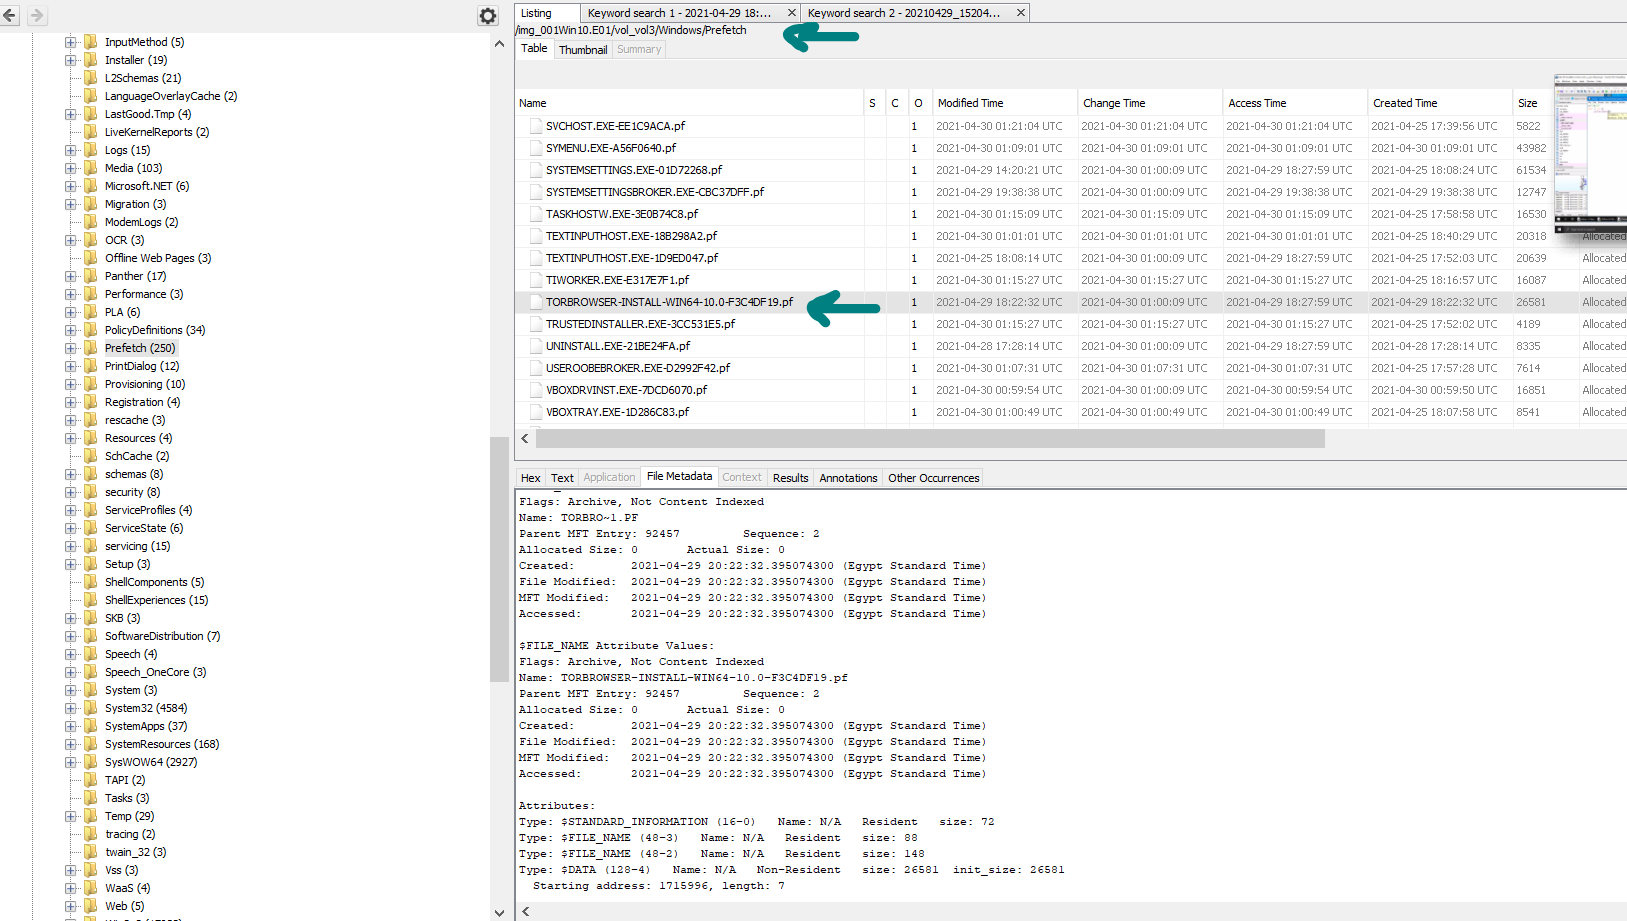 InputMethod (5)
Installer (19)
L2Schemas (21)
LanguageOverlayCache (2)
LastGood.Tmp (4)
LiveKernelReports (2)
Logs (15)
Media (103)
Microsoft.NET (6)
Migration (3)
ModemLogs (2)
OCR (3)
Offline Web Pages (3)
Panther (17)
Performance (3)
PLA (6)
PolicyDefinitions (34)
Prefetch (250)
PrintDialog (12)
Provisioning (10)
Registration (4)
rescache (3)
Resources (4)
SchCache (2)
schemas (8)
security (8)
ServiceProfiles (4)
ServiceState (6)
servicing (15)
Setup (3)
ShellComponents (5)
ShellExperiences (15)
SKB (3)
SoftwareDistribution (7)
Speech (4)
Speech_OneCore (3)
System (3)
System32 (4584)
SystemApps (37)
SystemResources (168)
SysWOW64 (2927)
TAPI (2)
Tasks (3)
Temp (29)
tracing (2)
twain_32 (3)
Vss (3)
WaaS (4)
Web (5)
Listing Keyword search 1 - 2021-04-29 18:... Keyword search 2 - 20210429_15204...
/img_001Win10.E01/vol_vol3/Windows/Prefetch
Table Thumbnail Summary
Name S C O Modified Time Change Time Access Time Created Time Size
SVCHOST.EXE-EE1C9ACA.pf 1 2021-04-30 01:21:04 UTC 2021-04-30 01:21:04 UTC 2021-04-30 01:21:04 UTC 2021-04-25 17:39:56 UTC 5822
SYMENU.EXE-A56F0640.pf 1 2021-04-30 01:09:01 UTC 2021-04-30 01:09:01 UTC 2021-04-30 01:09:01 UTC 2021-04-30 01:09:01 UTC 43982
SYSTEMSETTINGS.EXE-01D72268.pf 1 2021-04-29 14:20:21 UTC 2021-04-30 01:00:09 UTC 2021-04-29 18:27:59 UTC 2021-04-25 18:08:24 UTC 61534
SYSTEMSETTINGSBROKER.EXE-CBC37DFF.pf 1 2021-04-29 19:38:38 UTC 2021-04-30 01:00:09 UTC 2021-04-29 19:38:38 UTC 2021-04-29 19:38:38 UTC 12747
TASKHOSTW.EXE-3E0B74C8.pf 1 2021-04-30 01:15:09 UTC 2021-04-30 01:15:09 UTC 2021-04-30 01:15:09 UTC 2021-04-25 17:58:58 UTC 16530
TEXTINPUTHOST.EXE-18B298A2.pf 1 2021-04-30 01:01:01 UTC 2021-04-30 01:01:01 UTC 2021-04-30 01:01:01 UTC 2021-04-25 18:40:29 UTC 20318 Allocated
TEXTINPUTHOST.EXE-1D9ED047.pf 1 2021-04-25 18:08:14 UTC 2021-04-30 01:00:09 UTC 2021-04-29 18:27:59 UTC 2021-04-25 17:52:03 UTC 20639 Allocated
TIWORKER.EXE-E317E7F1.pf 1 2021-04-30 01:15:27 UTC 2021-04-30 01:15:27 UTC 2021-04-30 01:15:27 UTC 2021-04-25 18:16:57 UTC 16087 Allocated
TORBROWSER-INSTALL-WIN64-10.0-F3C4DF19.pf 1 2021-04-29 18:22:32 UTC 2021-04-30 01:00:09 UTC 2021-04-29 18:27:59 UTC 2021-04-29 18:22:32 UTC 26581 Allocated
TRUSTEDINSTALLER.EXE-3CC531E5.pf 1 2021-04-30 01:15:27 UTC 2021-04-30 01:15:27 UTC 2021-04-30 01:15:27 UTC 2021-04-25 17:52:02 UTC 4189 Allocated
UNINSTALL.EXE-21BE24FA.pf 1 2021-04-28 17:28:14 UTC 2021-04-30 01:00:09 UTC 2021-04-29 18:27:59 UTC 2021-04-28 17:28:14 UTC 8335 Allocated
USEROOBEBROKER.EXE-D2992F42.pf 1 2021-04-30 01:07:31 UTC 2021-04-30 01:07:31 UTC 2021-04-30 01:07:31 UTC 2021-04-25 17:57:28 UTC 7614 Allocated
VBOXDRVINST.EXE-7DCD6070.pf 1 2021-04-30 00:59:54 UTC 2021-04-30 01:00:09 UTC 2021-04-30 00:59:54 UTC 2021-04-30 00:59:50 UTC 16851 Allocated
VBOXTRAY.EXE-1D286C83.pf 1 2021-04-30 01:00:49 UTC 2021-04-30 01:00:49 UTC 2021-04-30 01:00:49 UTC 2021-04-25 18:07:58 UTC 8541 Allocated
Hex Text Application File Metadata Context Results Annotations Other Occurrences
Flags: Archive, Not Content Indexed
Name: TORBRO~1.PF
Parent MFT Entry: 92457 Sequence: 2
Allocated Size: 0 Actual Size: 0
Created: 2021-04-29 20:22:32.395074300 (Egypt Standard Time)
File Modified: 2021-04-29 20:22:32.395074300 (Egypt Standard Time)
MFT Modified: 2021-04-29 20:22:32.395074300 (Egypt Standard Time)
Accessed: 2021-04-29 20:22:32.395074300 (Egypt Standard Time)
$FILE_NAME Attribute Values:
Flags: Archive, Not Content Indexed
Name: TORBROWSER-INSTALL-WIN64-10.0-F3C4DF19.pf
Parent MFT Entry: 92457 Sequence: 2
Allocated Size: 0 Actual Size: 0
Created: 2021-04-29 20:22:32.395074300 (Egypt Standard Time)
File Modified: 2021-04-29 20:22:32.395074300 (Egypt Standard Time)
MFT Modified: 2021-04-29 20:22:32.395074300 (Egypt Standard Time)
Accessed: 2021-04-29 20:22:32.395074300 (Egypt Standard Time)
Attributes:
Type: $STANDARD_INFORMATION (16-0) Name: N/A Resident size: 72
Type: $FILE_NAME (48-3) Name: N/A Resident size: 88
Type: $FILE_NAME (48-2) Name: N/A Resident size: 148
Type: $DATA (128-4) Name: N/A Non-Resident size: 26581 init_size: 26581
Starting address: 1715996, length: 7